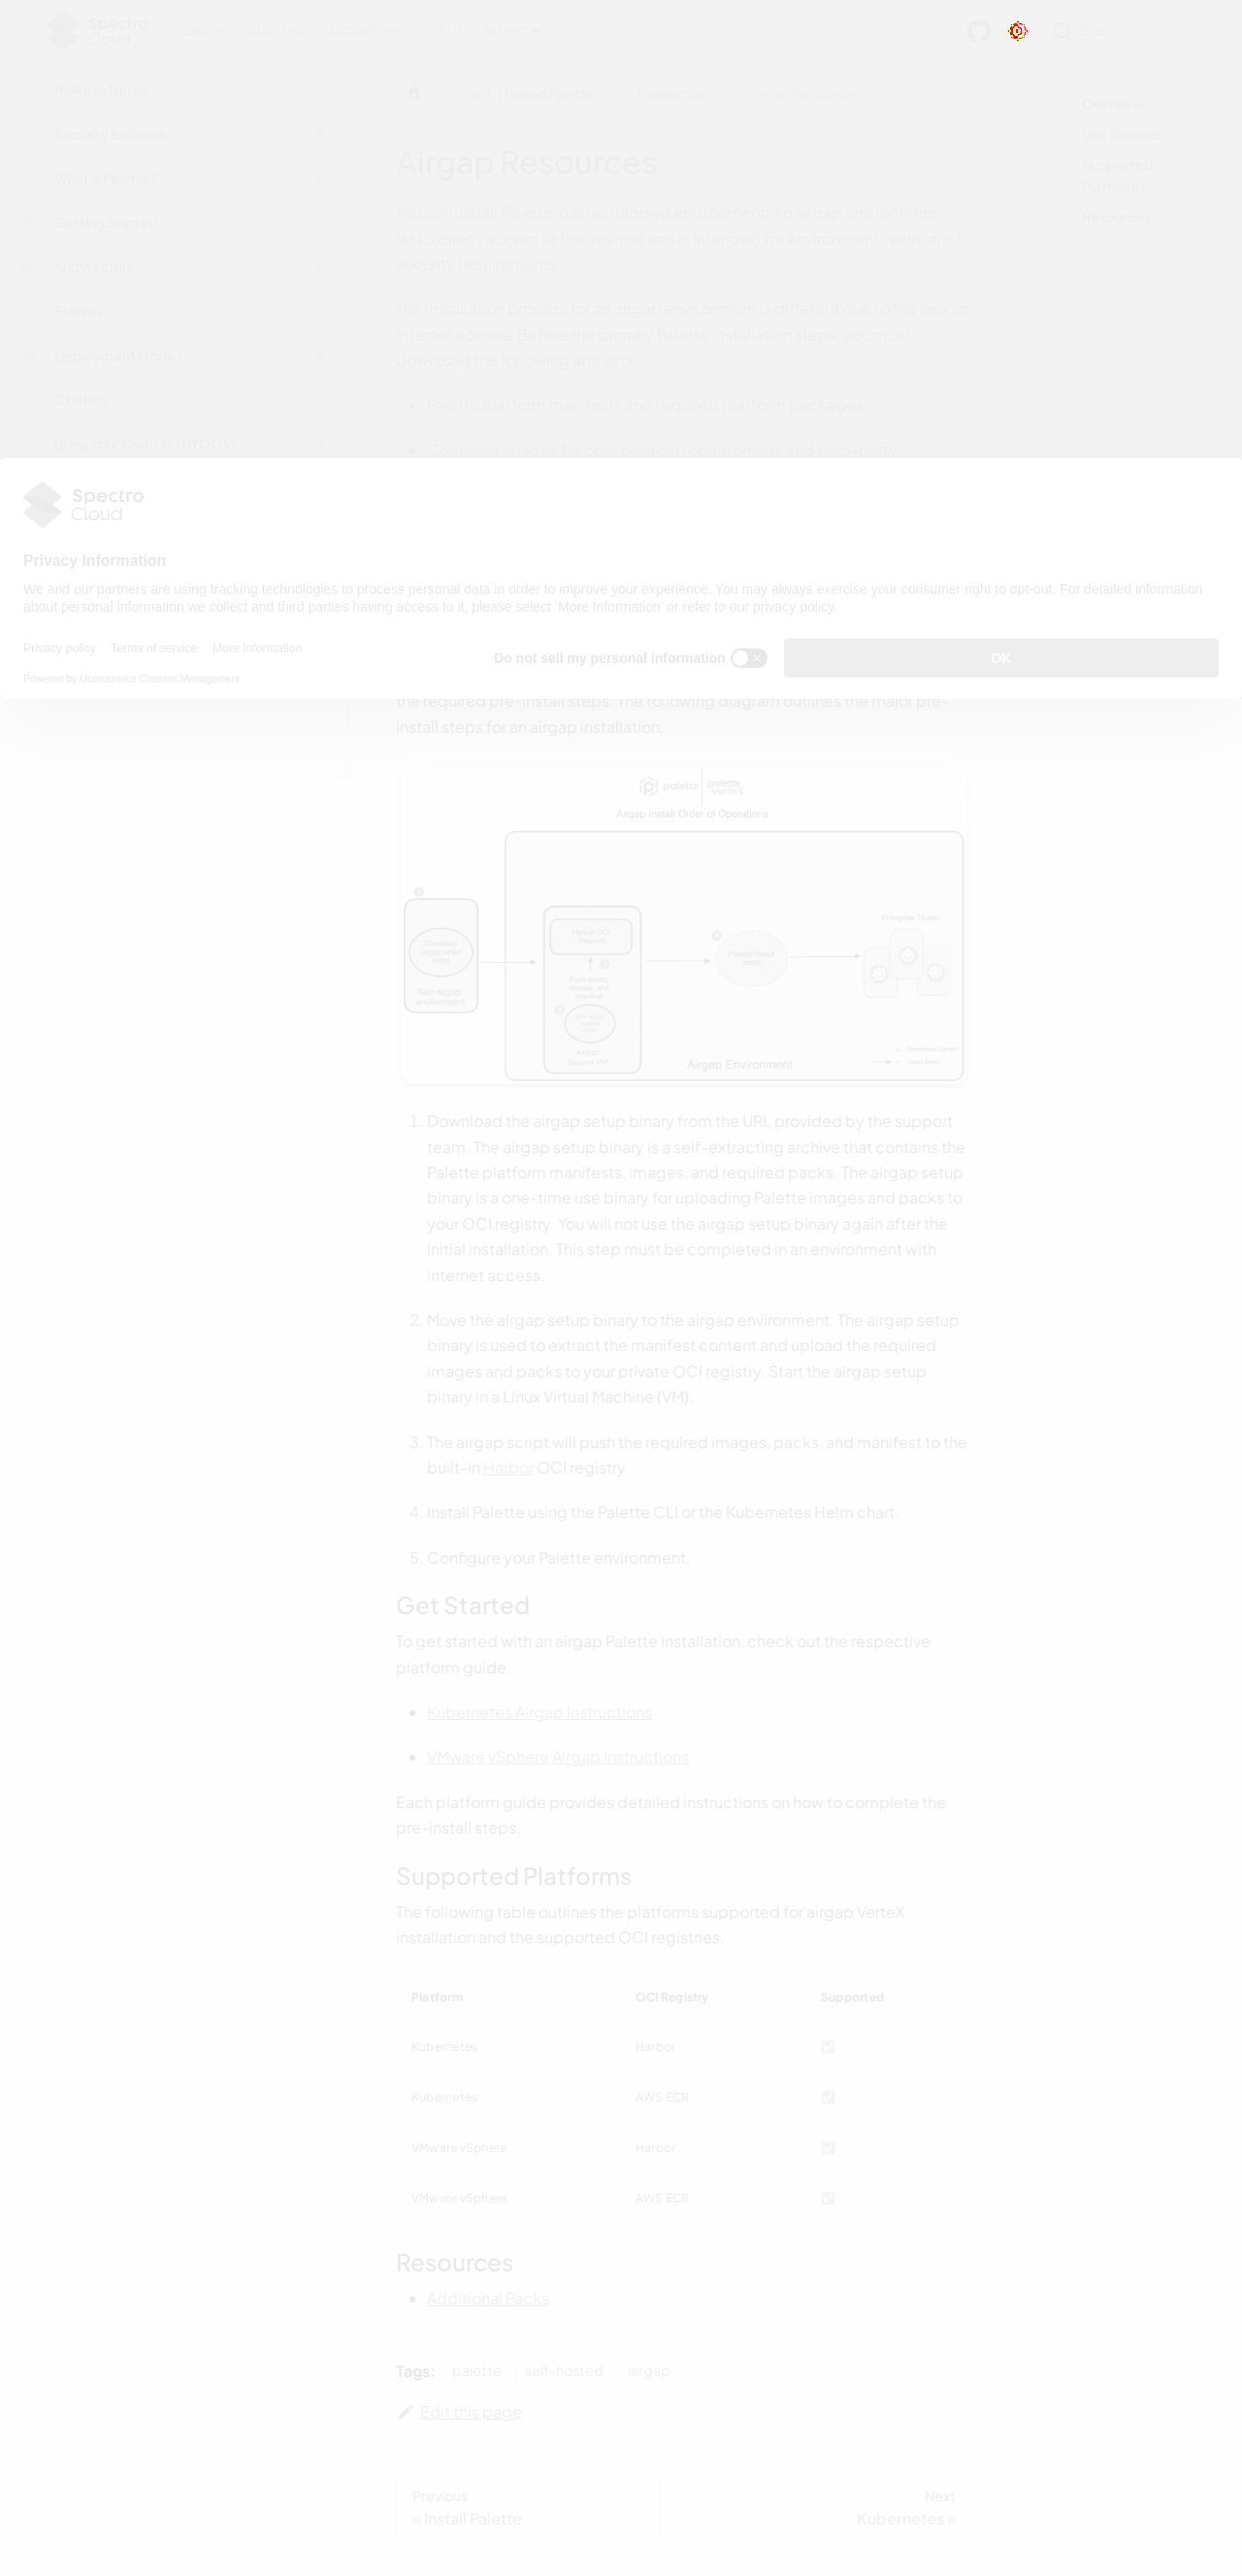 Spectro
Cloud
Docs Tutorials Downloads API latest
Search
Release Notes
Security Bulletins
What is Palette?
Getting Started
Architecture
Profiles
Deployment Modes
Clusters
Bring Your Own OS (BYOOS)
Self-Hosted Palette Installation Airgap Resources
Airgap Resources
You can install Palette in an airgapped environment. An airgap environment
lacks direct access to the internet and is intended for environments with strict
security requirements.
The installation process for an airgap environment is different due to the lack of
internet access. Before the primary Palette installation steps, you must
download the following artifacts.
• Palette platform manifests and required platform packages.
• Container images for core platform components and third-party
Overview
Get Started
Supported
Platforms
Resources
Spectro
Cloud
Privacy Information
We and our partners are using tracking technologies to process personal data in order to improve your experience. You may always exercise your consumer right to opt-out. For detailed information
about personal information we collect and third parties having access to it, please select ‘More Information’ or refer to our privacy policy.
Privacy policy Terms of service More Information
Powered by Usercentrics Consent Management
Do not sell my personal information
OK
the required pre-install steps. The following diagram outlines the major pre-
install steps for an airgap installation.
palette palette
VerteX
Airgap Install Order of Operations
1
Download
airgap setup
script
Non-airgap
environment
Harbor OCI
Registry
3
Push packs,
images, and
manifest
2
Start airgap
support
script
Airgap
Support VM
4
Palette/VerteX
Install
Enterprise Cluster
Airgap Environment
Install Steps
1. Download the airgap setup binary from the URL provided by the support
team. The airgap setup binary is a self-extracting archive that contains the
Palette platform manifests, images, and required packs. The airgap setup
binary is a one-time use binary for uploading Palette images and packs to
your OCI registry. You will not use the airgap setup binary again after the
initial installation. This step must be completed in an environment with
internet access.
2. Move the airgap setup binary to the airgap environment. The airgap setup
binary is used to extract the manifest content and upload the required
images and packs to your private OCI registry. Start the airgap setup
binary in a Linux Virtual Machine (VM).
3. The airgap script will push the required images, packs, and manifest to the
built-in Harbor OCI registry.
4. Install Palette using the Palette CLI or the Kubernetes Helm chart.
5. Configure your Palette environment.
Get Started
To get started with an airgap Palette installation, check out the respective
platform guide.
• Kubernetes Airgap Instructions
• VMware vSphere Airgap Instructions
Each platform guide provides detailed instructions on how to complete the
pre-install steps.
Supported Platforms
The following table outlines the platforms supported for airgap VerteX
installation and the supported OCI registries.
Platform OCI Registry Supported
Kubernetes Harbor ✅
Kubernetes AWS ECR ✅
VMware vSphere Harbor ✅
VMware vSphere AWS ECR ✅
Resources
• Additional Packs
Tags: palette self-hosted airgap
Edit this page
Previous
« Install Palette
Next
Kubernetes »